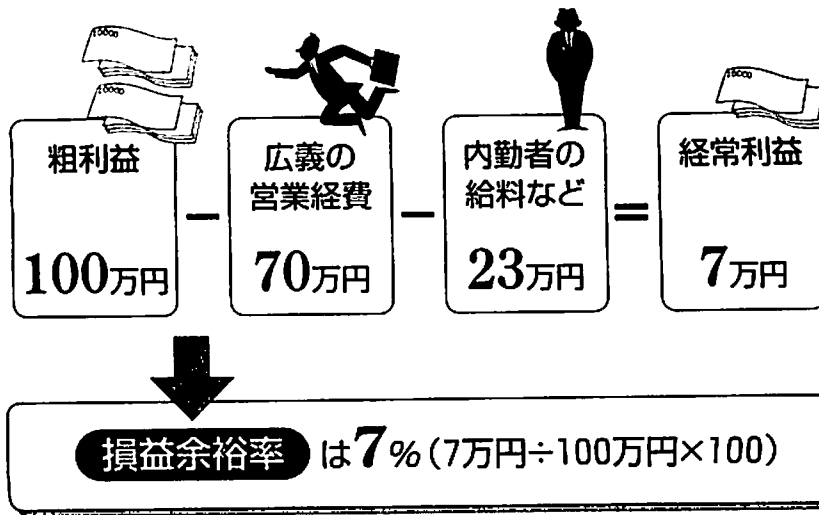 粗利益
100万円
−
広義の
営業経費
70万円
−
内勤者の
給料など
23万円
=
経常利益
7万円
損益余裕率 は7%(7万円÷100万円×100)